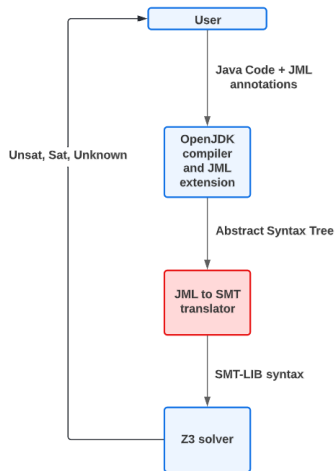 User
Java Code + JML
annotations
OpenJDK
compiler
and JML
extension
Unsat, Sat, Unknown
Abstract Syntax Tree
JML to SMT
translator
SMT-LIB syntax
Z3 solver